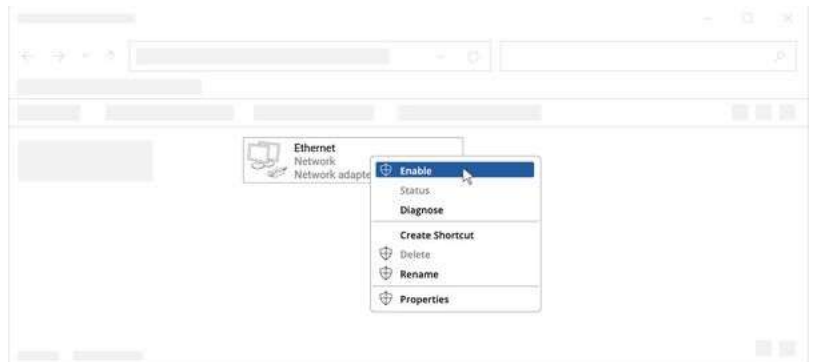 Ethernet
Network
Network adapte
Enable
Status
Diagnose
Create Shortcut
Delete
Rename
Properties